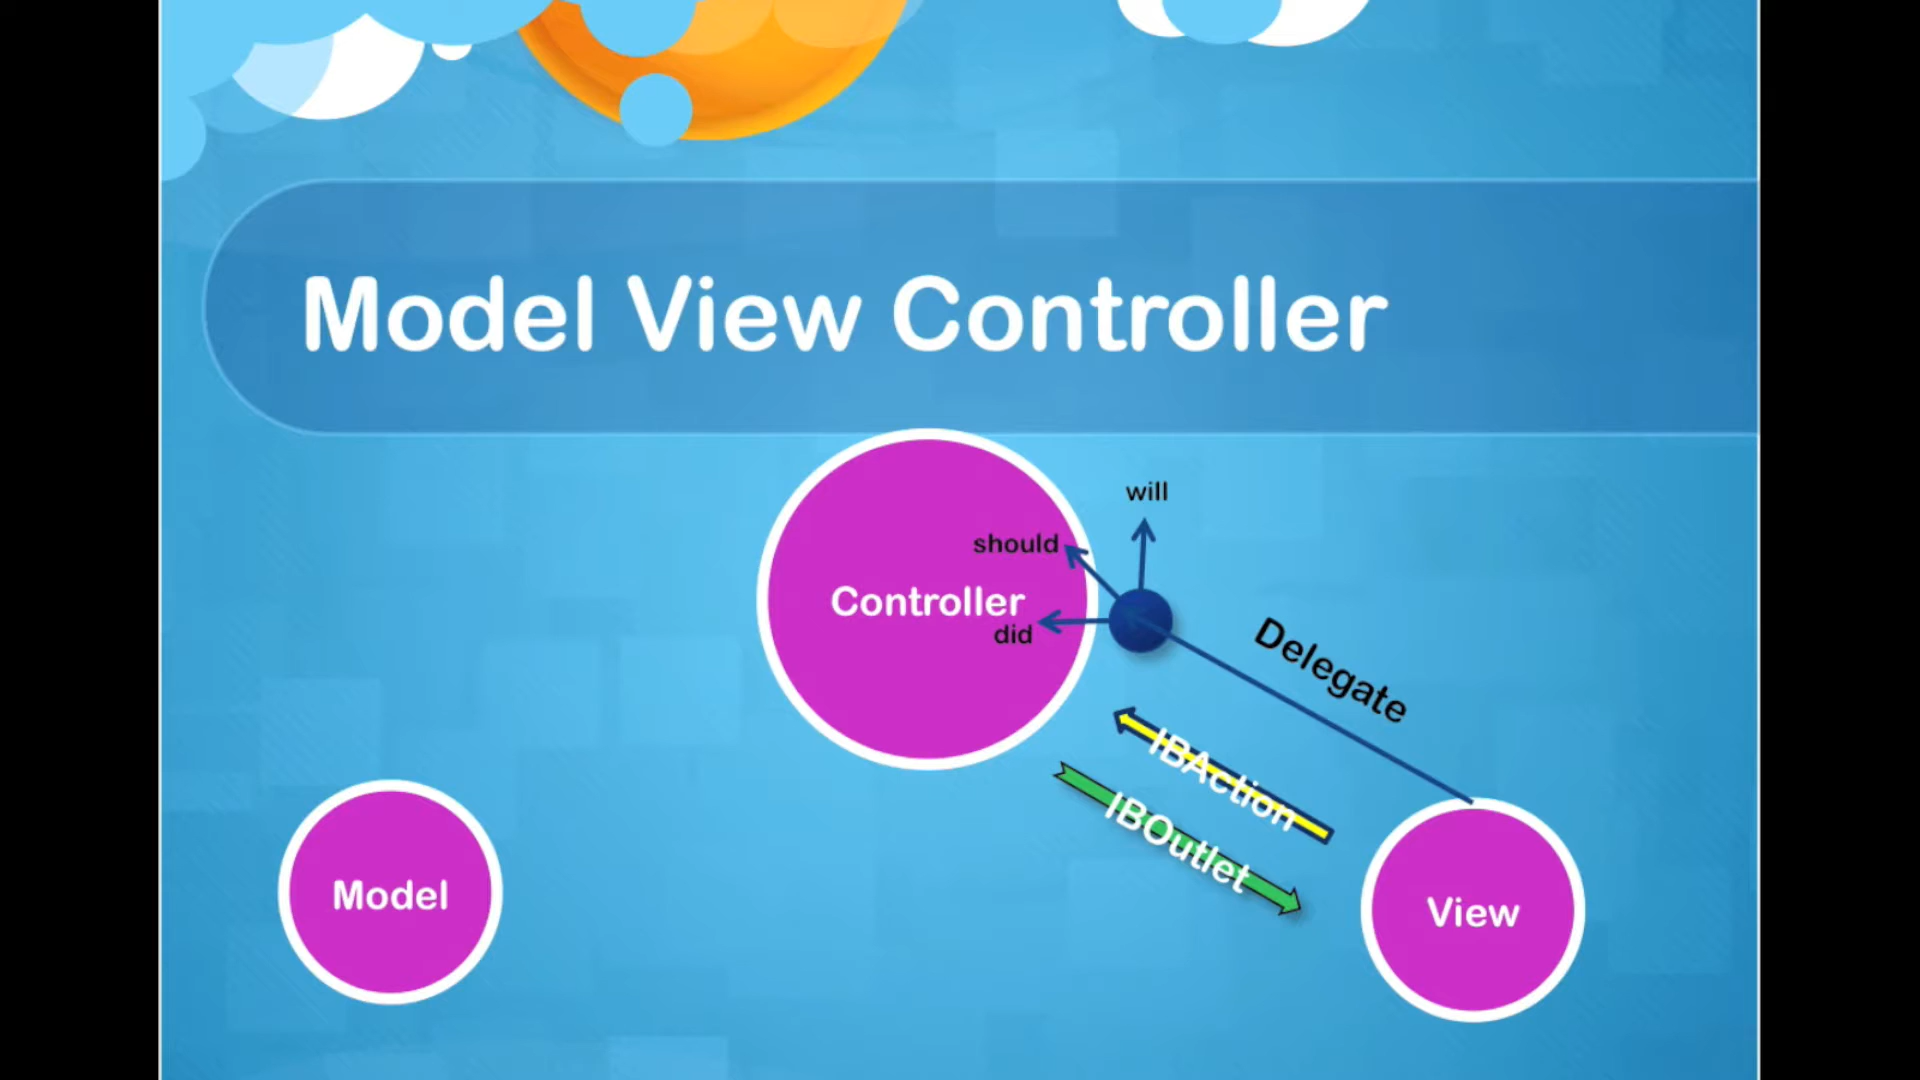 Model View Controller
will
should
Controller
did
Delegate
IBAction
IBOutlet
Model
View